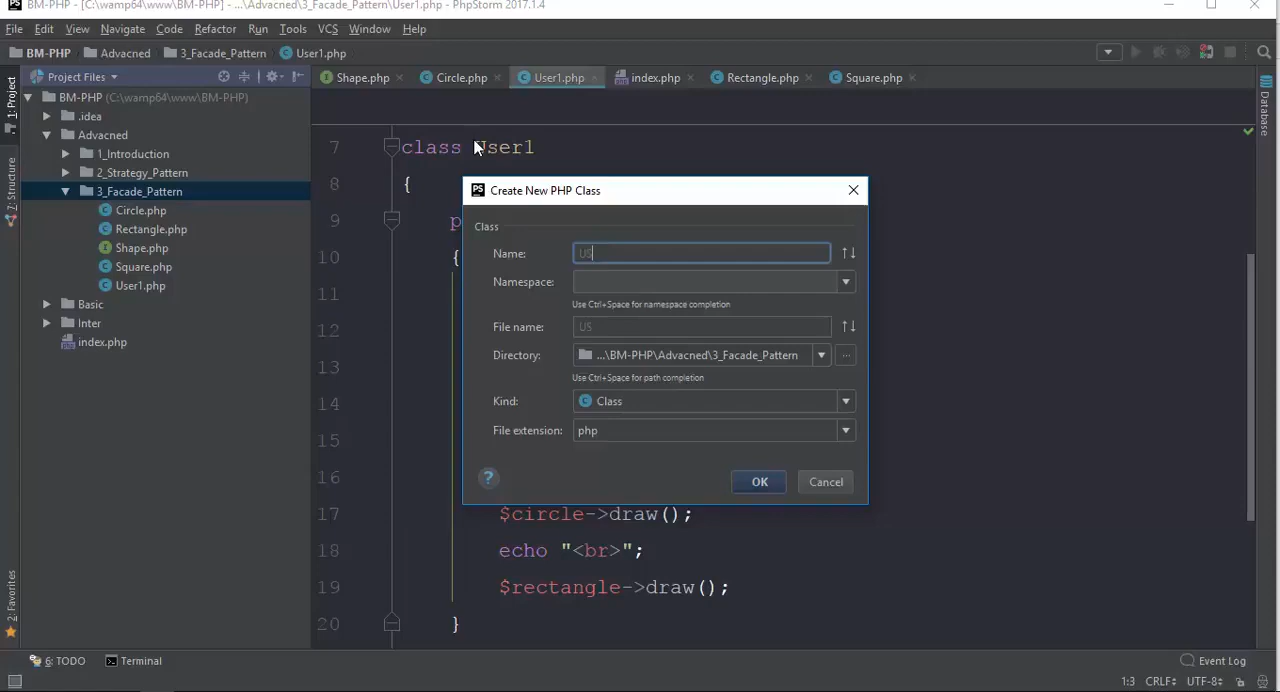 BM-PHP - [C:\wamp64\www\BM-PHP] - ...\Advacned\3_Facade_Pattern\User1.php - PhpStorm 2017.1.4
File Edit View Navigate Code Refactor Run Tools VCS Window Help
BM-PHP Advacned 3_Facade_Pattern User1.php
Project Files
Shape.php Circle.php User1.php index.php Rectangle.php Square.php
1: Project
7: Structure
2: Favorites
Database
BM-PHP (C:\wamp64\www\BM-PHP)
.idea
Advacned
1_Introduction
2_Strategy_Pattern
3_Facade_Pattern
Circle.php
Rectangle.php
Shape.php
Square.php
User1.php
Basic
Inter
index.php
7 class User1
8 {
9 p
10 {
11
12
13
14
15
16
17 $circle->draw();
18 echo "<br>";
19 $rectangle->draw();
20 }
Create New PHP Class
Class
Name: US
Namespace:
Use Ctrl+Space for namespace completion
File name: US
Directory: ...\BM-PHP\Advacned\3_Facade_Pattern
Use Ctrl+Space for path completion
Kind: Class
File extension: php
? OK Cancel
6: TODO Terminal Event Log
1:3 CRLF UTF-8